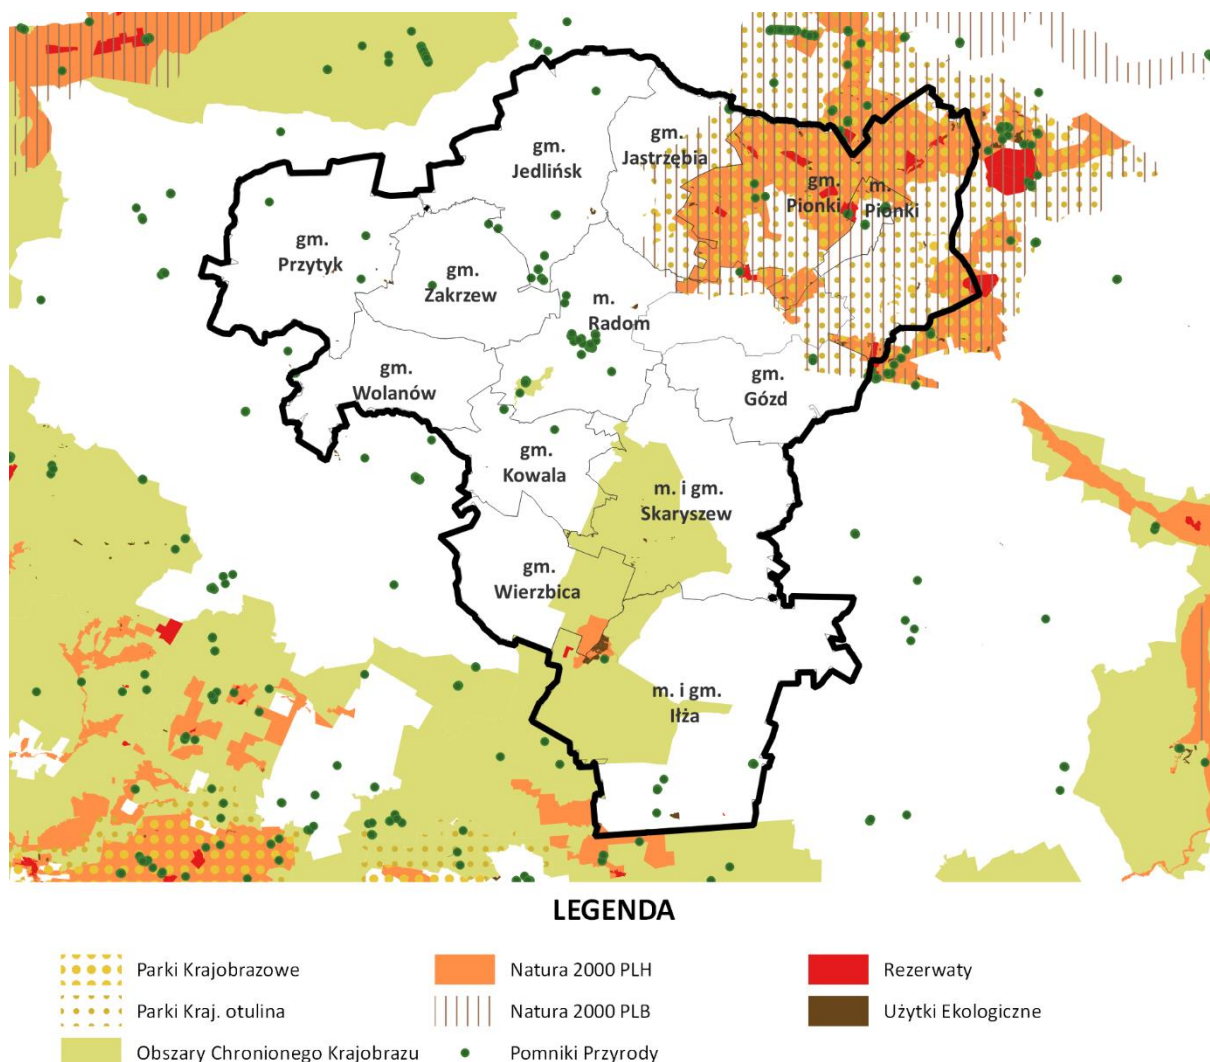 gm.
Jastrzębia
gm.
Jedlińsk
gm.
Pionki
m.
Pionki
gm.
Przytyk
gm.
Zakrzew
m.
Radom
gm.
Wolanów
gm.
Gózd
gm.
Kowala
m. i gm.
Skaryszew
gm.
Wierzbica
m. i gm.
Iłża
LEGENDA
Parki Krajobrazowe
Parki Kraj. otulina
Obszary Chronionego Krajobrazu
Natura 2000 PLH
Natura 2000 PLB
Pomniki Przyrody
Rezerwaty
Użytki Ekologiczne